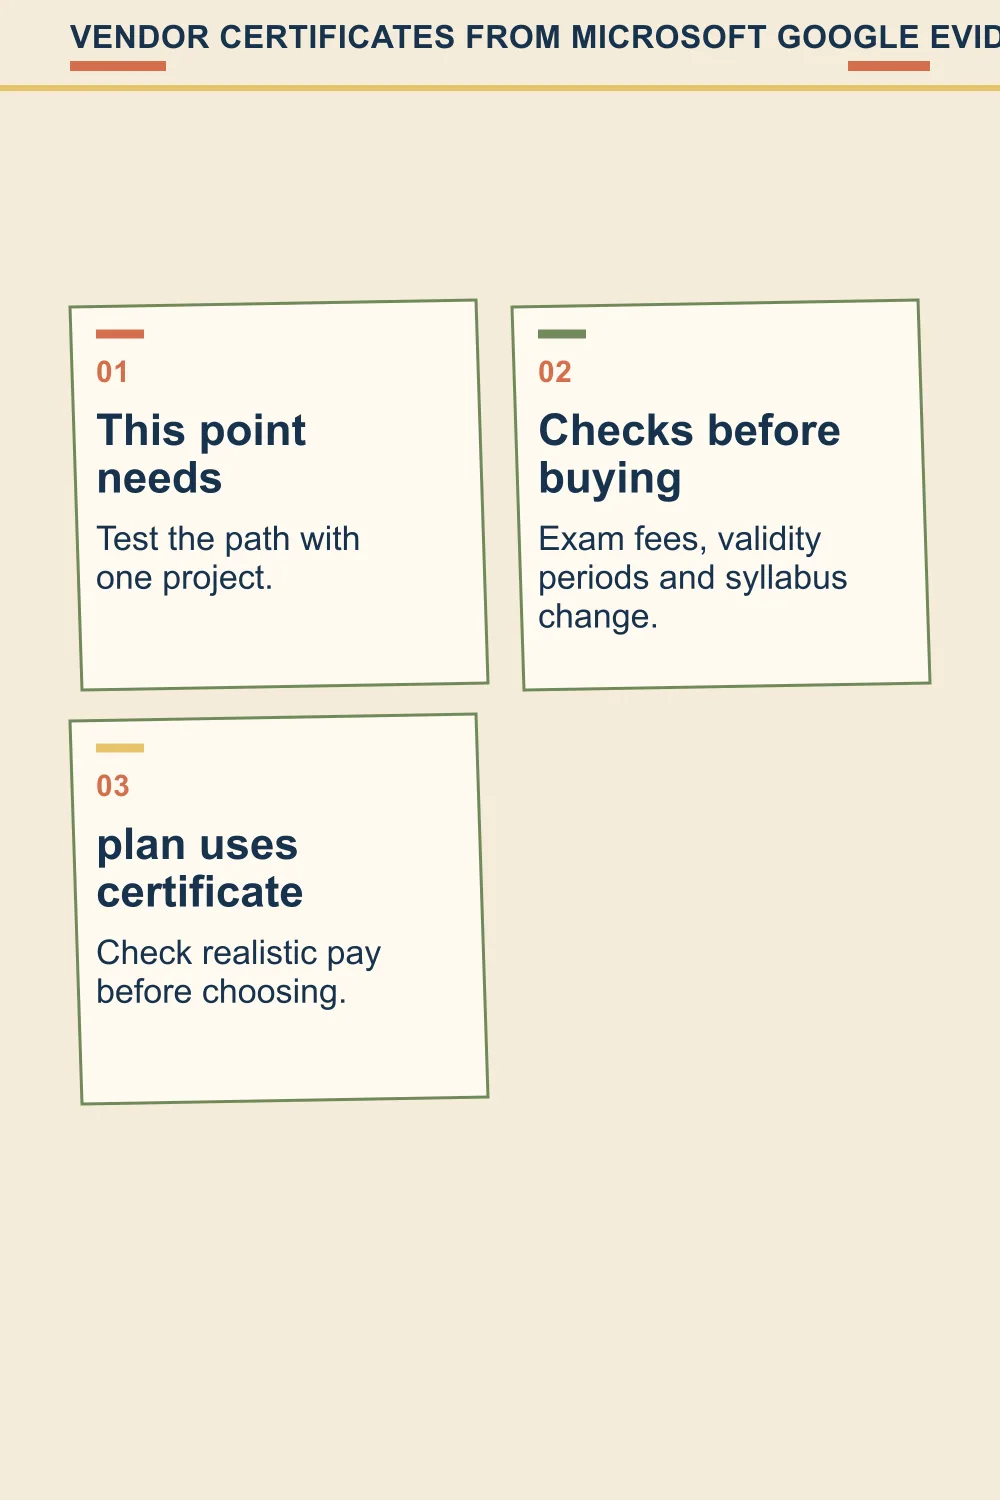 VENDOR CERTIFICATES FROM MICROSOFT GOOGLE EVID
01
This point
needs
Test the path with
one project.
02
Checks before
buying
Exam fees, validity
periods and syllabus
change.
03
plan uses
certificate
Check realistic pay
before choosing.